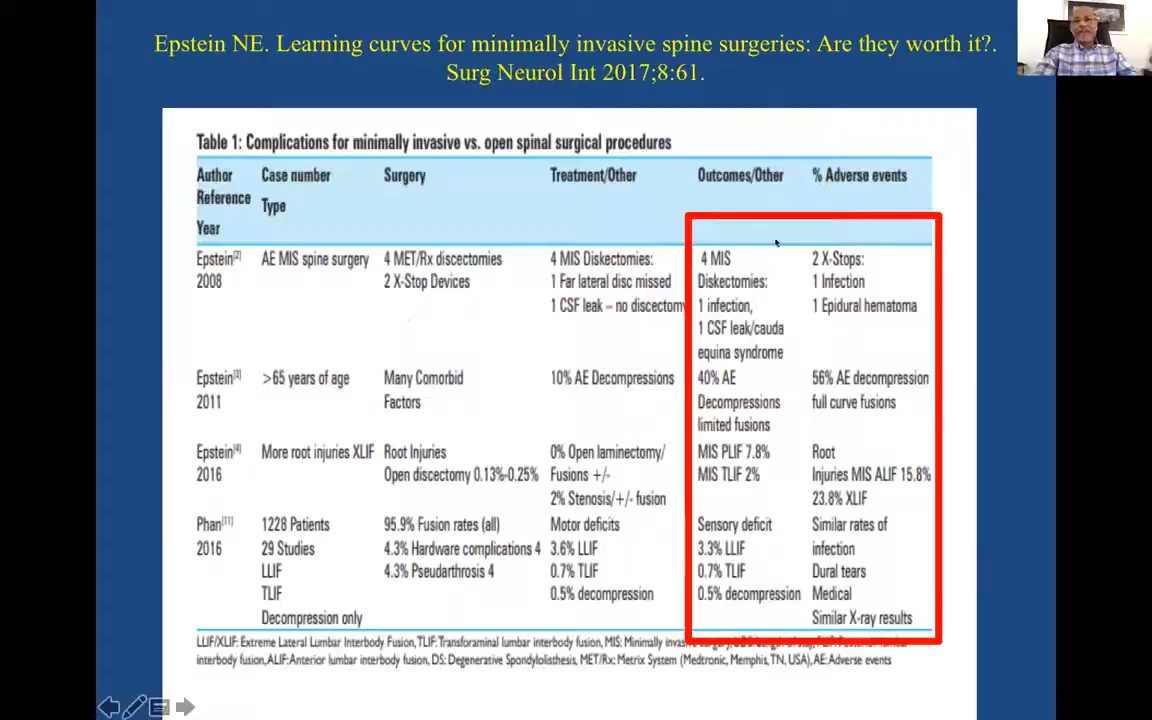 Epstein NE. Learning curves for minimally invasive spine surgeries: Are they worth it?.
Surg Neurol Int 2017;8:61.
Table 1: Complications for minimally invasive vs. open spinal surgical procedures
Author Case number Surgery Treatment/Other Outcomes/Other % Adverse events
Reference Type
Year
Epstein[2] AE MIS spine surgery 4 MET/Rx discectomies 4 MIS Diskectomies: 4 MIS 2 X-Stops:
2008 2 X-Stop Devices 1 Far lateral disc missed Diskectomies: 1 Infection
1 CSF leak – no discectomy 1 infection, 1 Epidural hematoma
1 CSF leak/cauda
equina syndrome
Epstein[3] >65 years of age Many Comorbid 10% AE Decompressions 40% AE 56% AE decompression
2011 Factors Decompressions full curve fusions
limited fusions
Epstein[4] More root injuries XLIF Root Injuries 0% Open laminectomy/ MIS PLIF 7.8% Root
2016 Open discectomy 0.13%-0.25% Fusions +/- MIS TLIF 2% Injuries MIS ALIF 15.8%
2% Stenosis/+/- fusion 23.8% XLIF
Phan[11] 1228 Patients 95.9% Fusion rates (all) Motor deficits Sensory deficit Similar rates of
2016 29 Studies 4.3% Hardware complications 4 3.6% LLIF 3.3% LLIF infection
LLIF 4.3% Pseudarthrosis 4 0.7% TLIF 0.7% TLIF Dural tears
TLIF 0.5% decompression 0.5% decompression Medical
Decompression only Similar X-ray results
LLIF/XLIF: Extreme Lateral Lumbar Interbody Fusion, TLIF: Transforaminal lumbar interbody fusion, MIS: Minimally
interbody fusion, ALIF: Anterior lumbar interbody fusion, DS: Degenerative Spondylolisthesis, MET/Rx: Metrix System (Medtronic, Memphis, TN, USA), AE: Adverse events